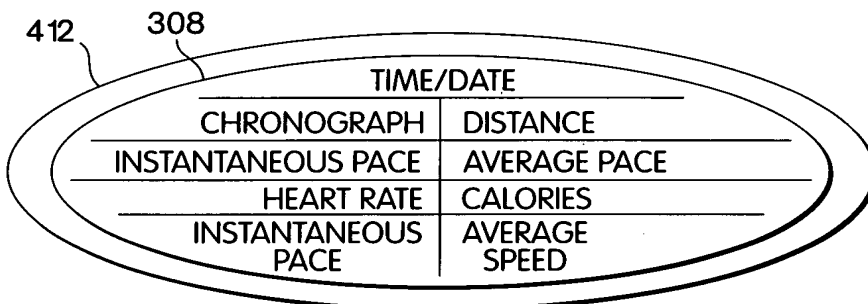 412
308
TIME/DATE
CHRONOGRAPH DISTANCE
INSTANTANEOUS PACE AVERAGE PACE
HEART RATE CALORIES
INSTANTANEOUS AVERAGE
PACE SPEED